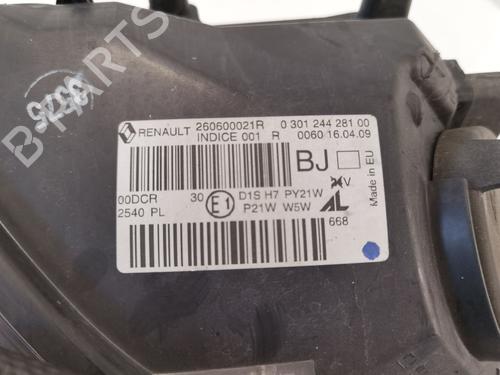 RENAULT 260600021R 0 301 244 281 00
INDICE 001 R 0060 16.04.09
BJ
Made in EU
00DCR
2540 PL
30 E1 D1S H7 PY21W
P21W W5W AL
668
B-PARTS